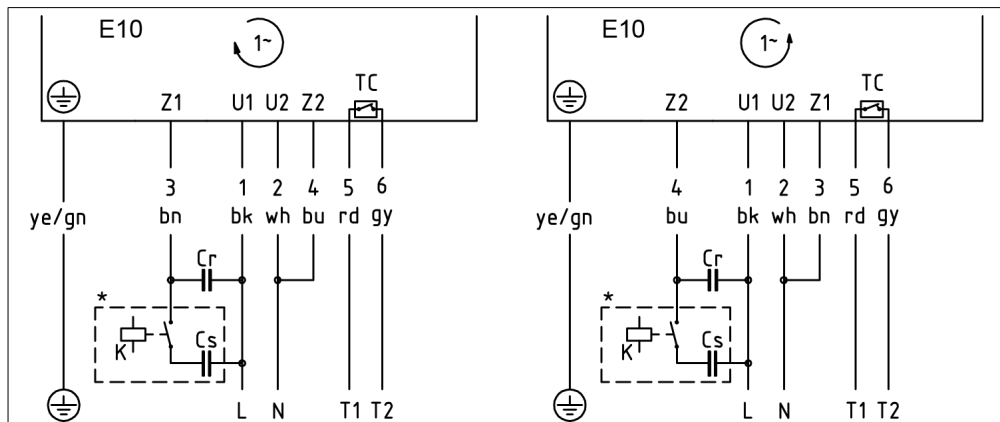 E10
1~
TC
Z1 U1 U2 Z2
3 1 2 4 5 6
ye/gn bn bk wh bu rd gy
Cr
*
K
Cs
L N T1 T2
E10
1~
TC
Z2 U1 U2 Z1
4 1 2 3 5 6
ye/gn bu bk wh bn rd gy
Cr
*
K
Cs
L N T1 T2